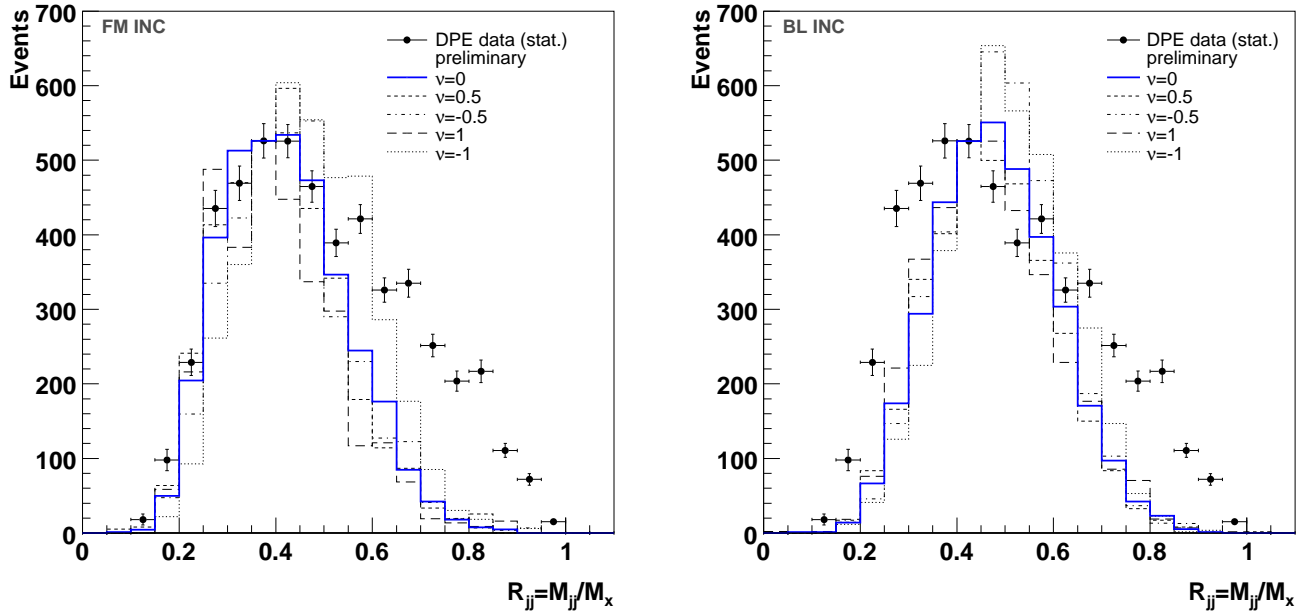 FM INC
Events
700
600
500
400
300
200
100
0
0
0.2
0.4
0.6
0.8
1
R_jj=M_jj/M_x
DPE data (stat.)
preliminary
ν=0
ν=0.5
ν=-0.5
ν=1
ν=-1
BL INC
Events
700
600
500
400
300
200
100
0
0
0.2
0.4
0.6
0.8
1
R_jj=M_jj/M_x
DPE data (stat.)
preliminary
ν=0
ν=0.5
ν=-0.5
ν=1
ν=-1